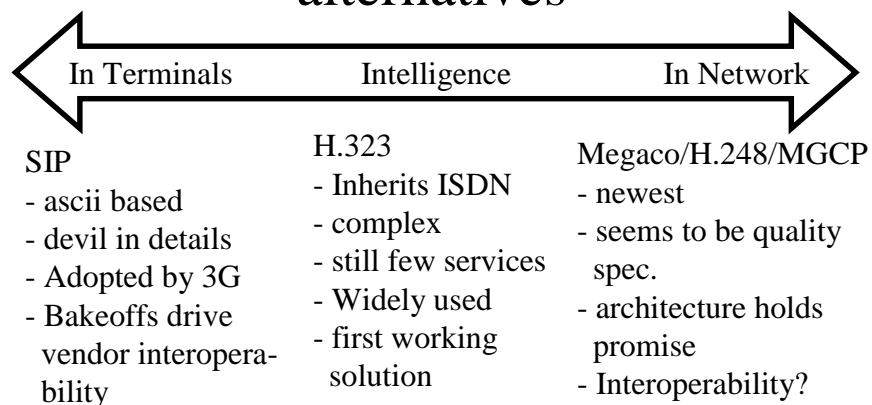 alternatives
In Terminals Intelligence In Network
SIP
- ascii based
- devil in details
- Adopted by 3G
- Bakeoffs drive
vendor interopera-
bility
H.323
- Inherits ISDN
- complex
- still few services
- Widely used
- first working
solution
Megaco/H.248/MGCP
- newest
- seems to be quality
spec.
- architecture holds
promise
- Interoperability?